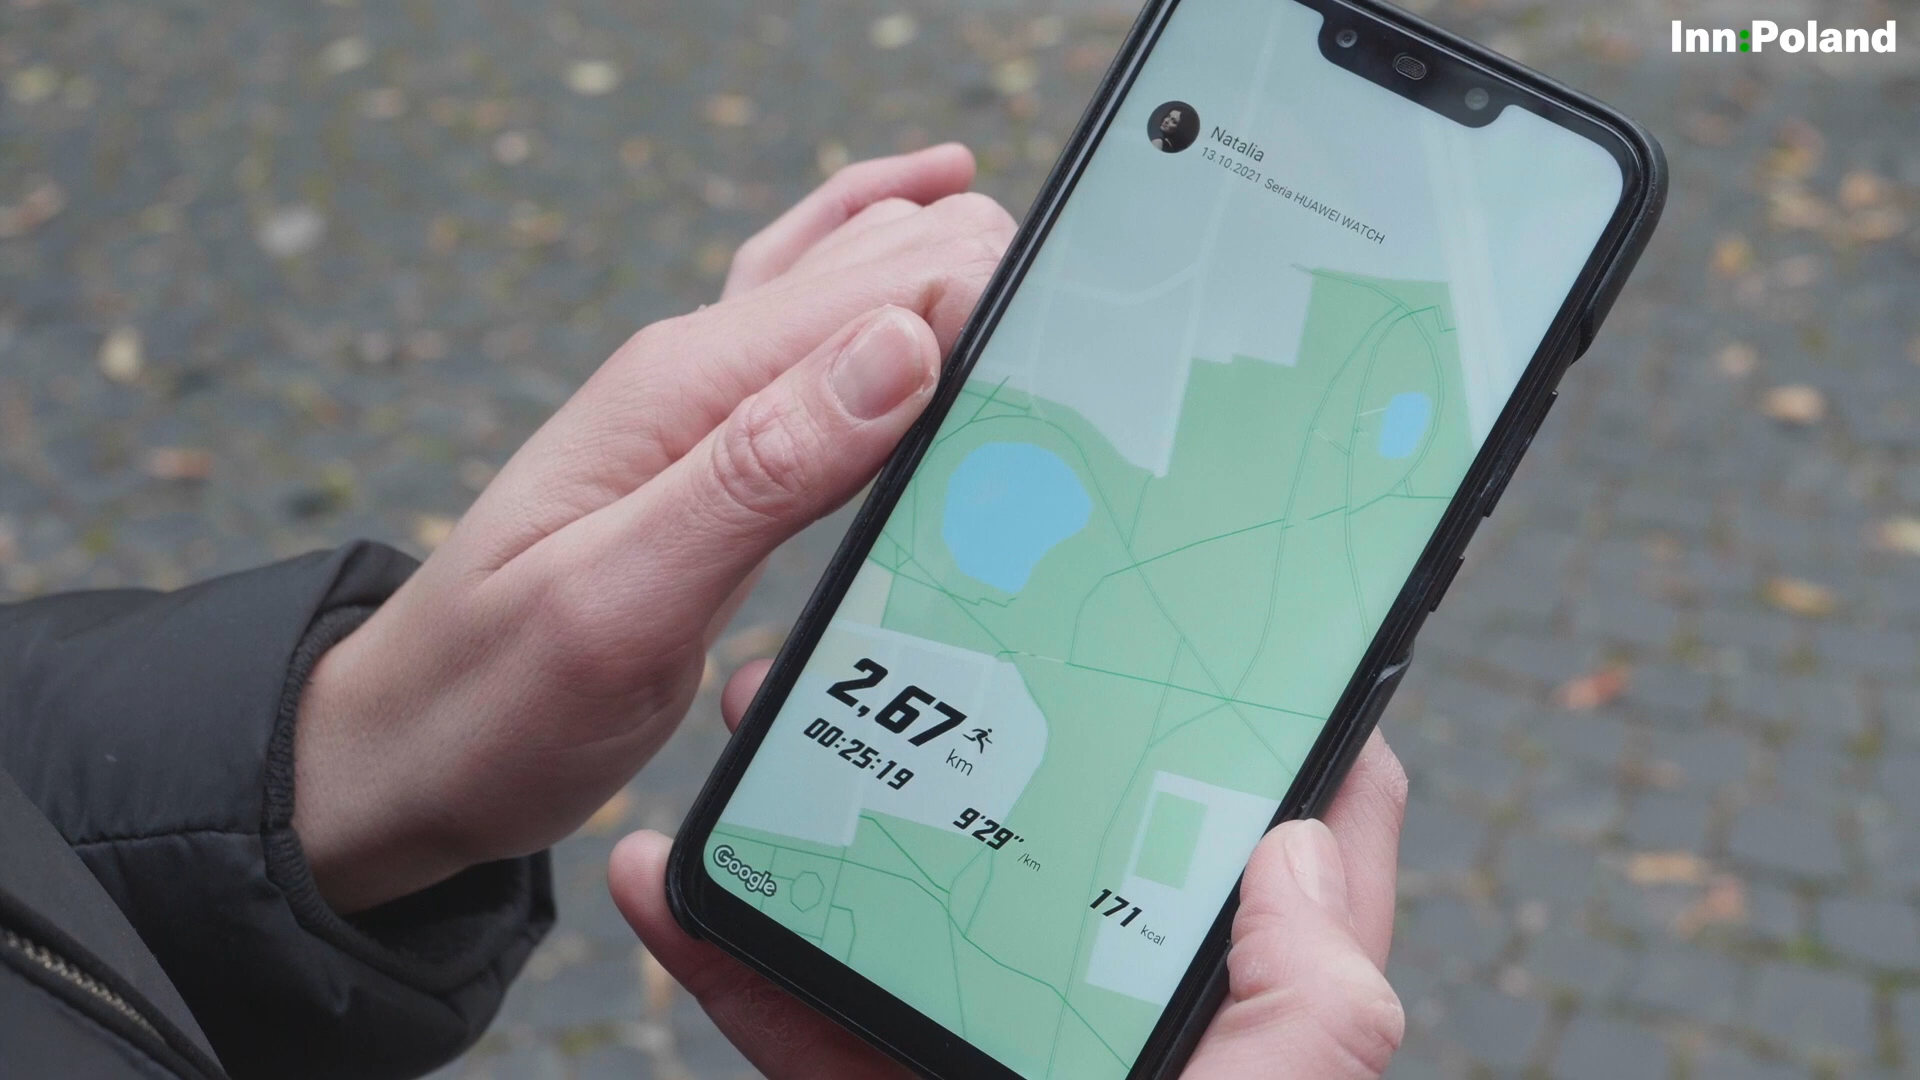 Inn:Poland
Natalia
13.10.2021 Seria HUAWEI WATCH
2,67 km
00:25:19
9'29" /km
171 kcal
Google